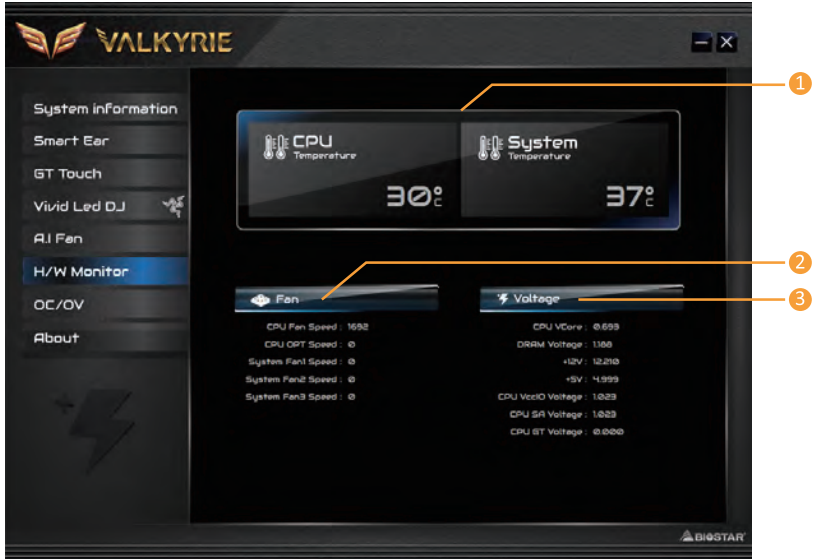 VALKYRIE
1
System information
Smart Ear
GT Touch
Vivid Led DJ
A.I Fan
H/W Monitor
OC/OV
About
CPU
Temperature
30°C
System
Temperature
37°C
2
3
Fan
CPU Fan Speed : 1692
CPU OPT Speed : 0
System Fan1 Speed : 0
System Fan2 Speed : 0
System Fan3 Speed : 0
Voltage
CPU VCore : 0.699
DRAM Voltage : 1.188
+12V : 12.210
+5V : 4.999
CPU VccIO Voltage : 1.023
CPU SA Voltage : 1.023
CPU GT Voltage : 0.000
BIOSTAR